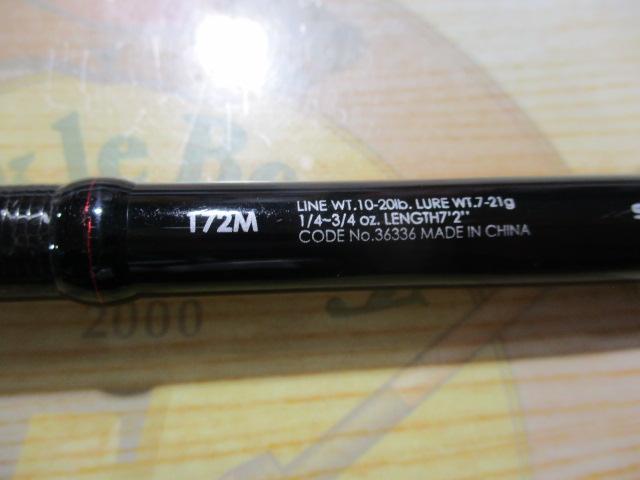 172M
LINE WT.10-20lb. LURE WT.7-21g
1/4~3/4 oz. LENGTH7'2"
CODE No.36336 MADE IN CHINA
2000